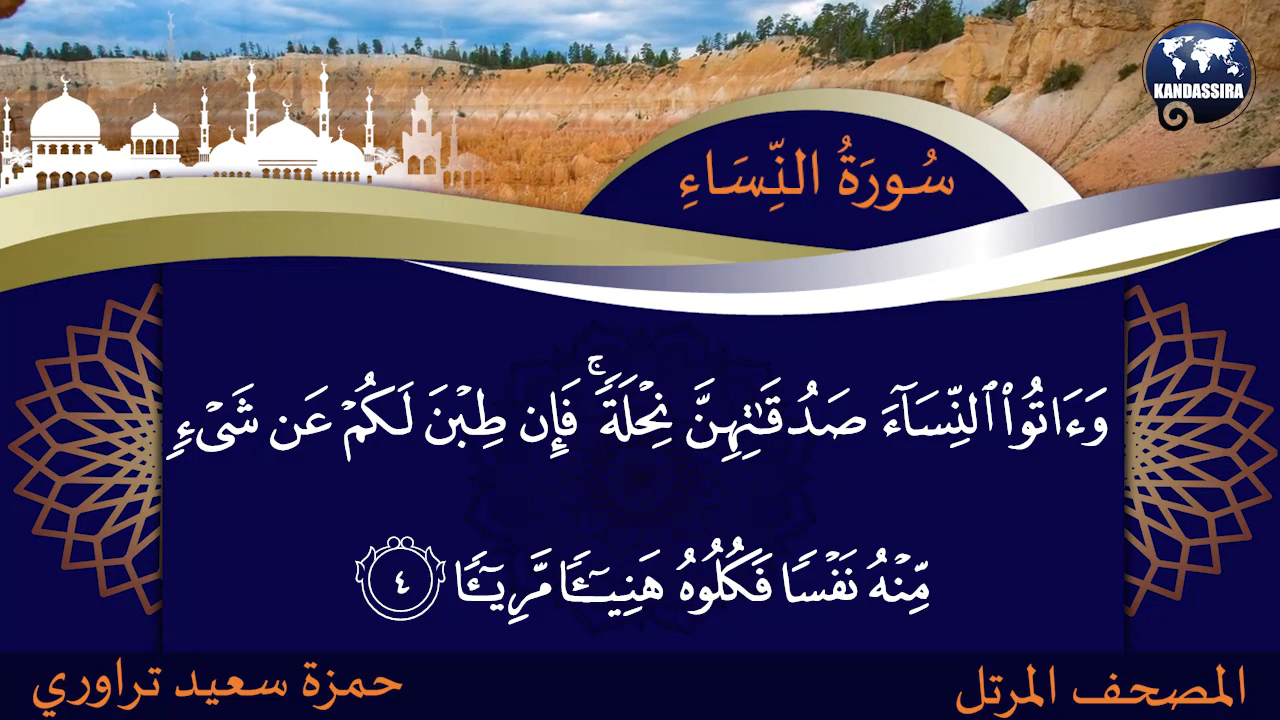 KANDASSIRA
سُورَةُ النِّسَاءِ
وَءَاتُوا۟ ٱلنِّسَآءَ صَدُقَـٰتِهِنَّ نِحْلَةًۭ ۚ فَإِن طِبْنَ لَكُمْ عَن شَىْءٍۢ
مِّنْهُ نَفْسًۭا فَكُلُوهُ هَنِيٓـًۭٔا مَّرِيٓـًۭٔا ٤
المصحف المرتل
حمزة سعيد تراوري